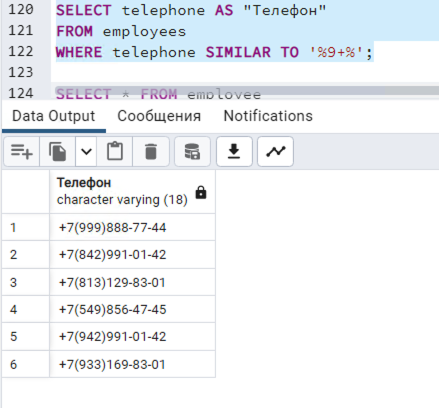 120 SELECT telephone AS "Телефон"
121 FROM employees
122 WHERE telephone SIMILAR TO '%9+%';
123
124 SELECT * FROM employee
Data Output Сообщения Notifications
Телефон
character varying (18)
1 +7(999)888-77-44
2 +7(842)991-01-42
3 +7(813)129-83-01
4 +7(549)856-47-45
5 +7(942)991-01-42
6 +7(933)169-83-01